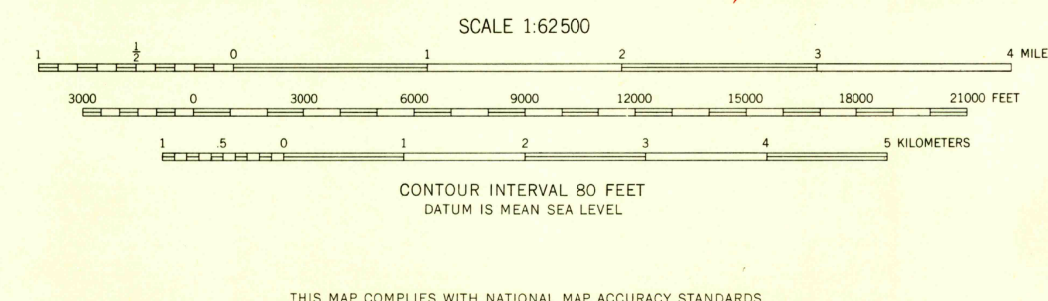 SCALE 1:62500
1 ½ 0 1 2 3 4 MILE
3000 0 3000 6000 9000 12000 15000 18000 21000 FEET
1 .5 0 1 2 3 4 5 KILOMETERS
CONTOUR INTERVAL 80 FEET
DATUM IS MEAN SEA LEVEL
THIS MAP COMPLIES WITH NATIONAL MAP ACCURACY STANDARDS